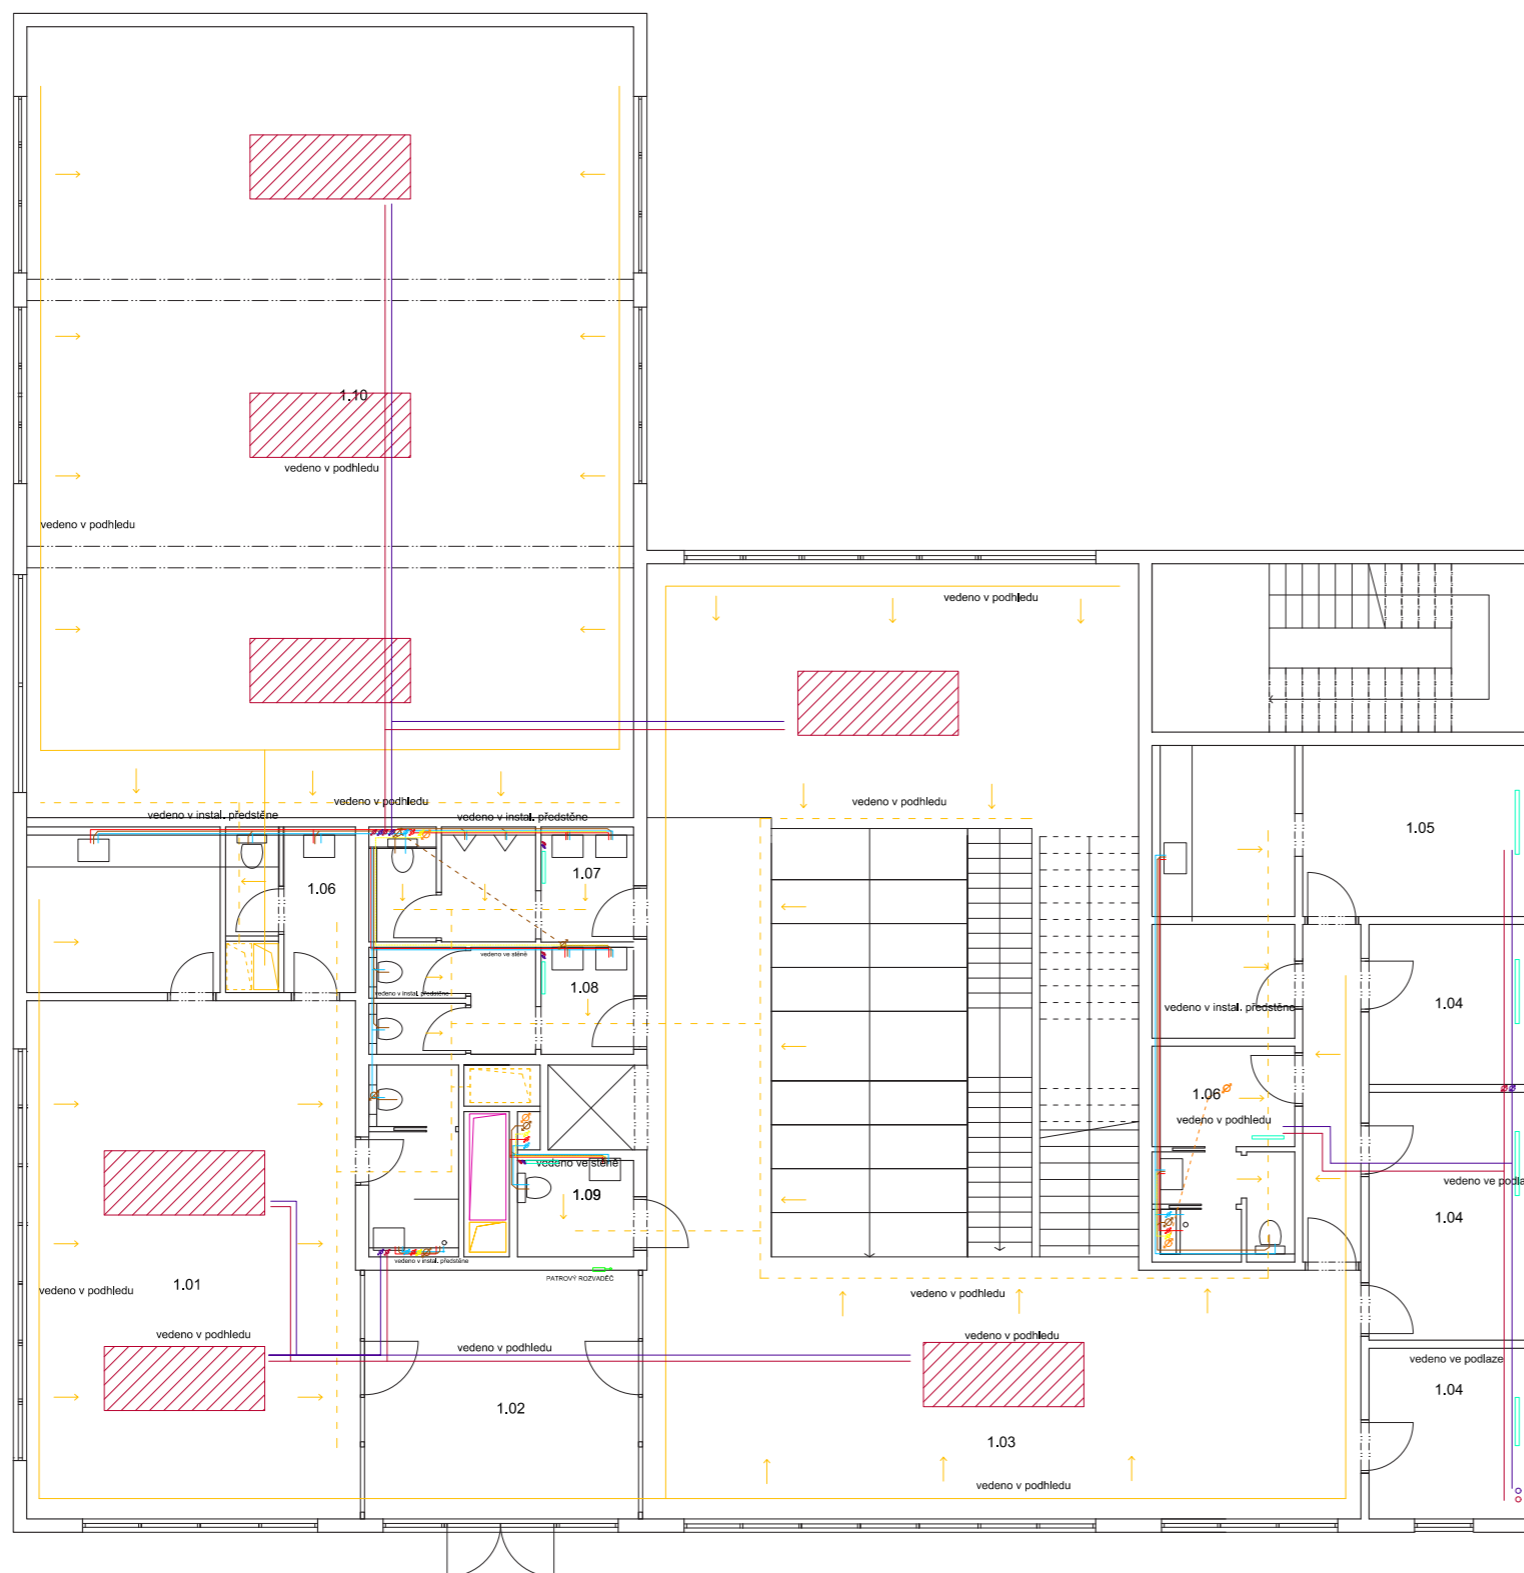 1.10
vedeno v podhledu
vedeno v podhledu
vedeno v podhledu
vedeno v podhledu
vedeno v podhledu
vedeno v instal. předstěne
vedeno v instal. předstěne
1.05
1.07
1.06
vedeno ve stěně
1.08
vedeno v instal. předstěne
1.04
vedeno v instal. předstěne
1.06
vedeno v podhledu
vedeno ve stěně
vedeno ve podla
1.09
1.04
vedeno v instal. předstěne
PATROVÝ ROZVADĚČ
1.01
vedeno v podhledu
vedeno v podhledu
vedeno v podhledu
vedeno v podhledu
vedeno v podhledu
vedeno ve podlaze
1.04
1.02
1.03
vedeno v podhledu